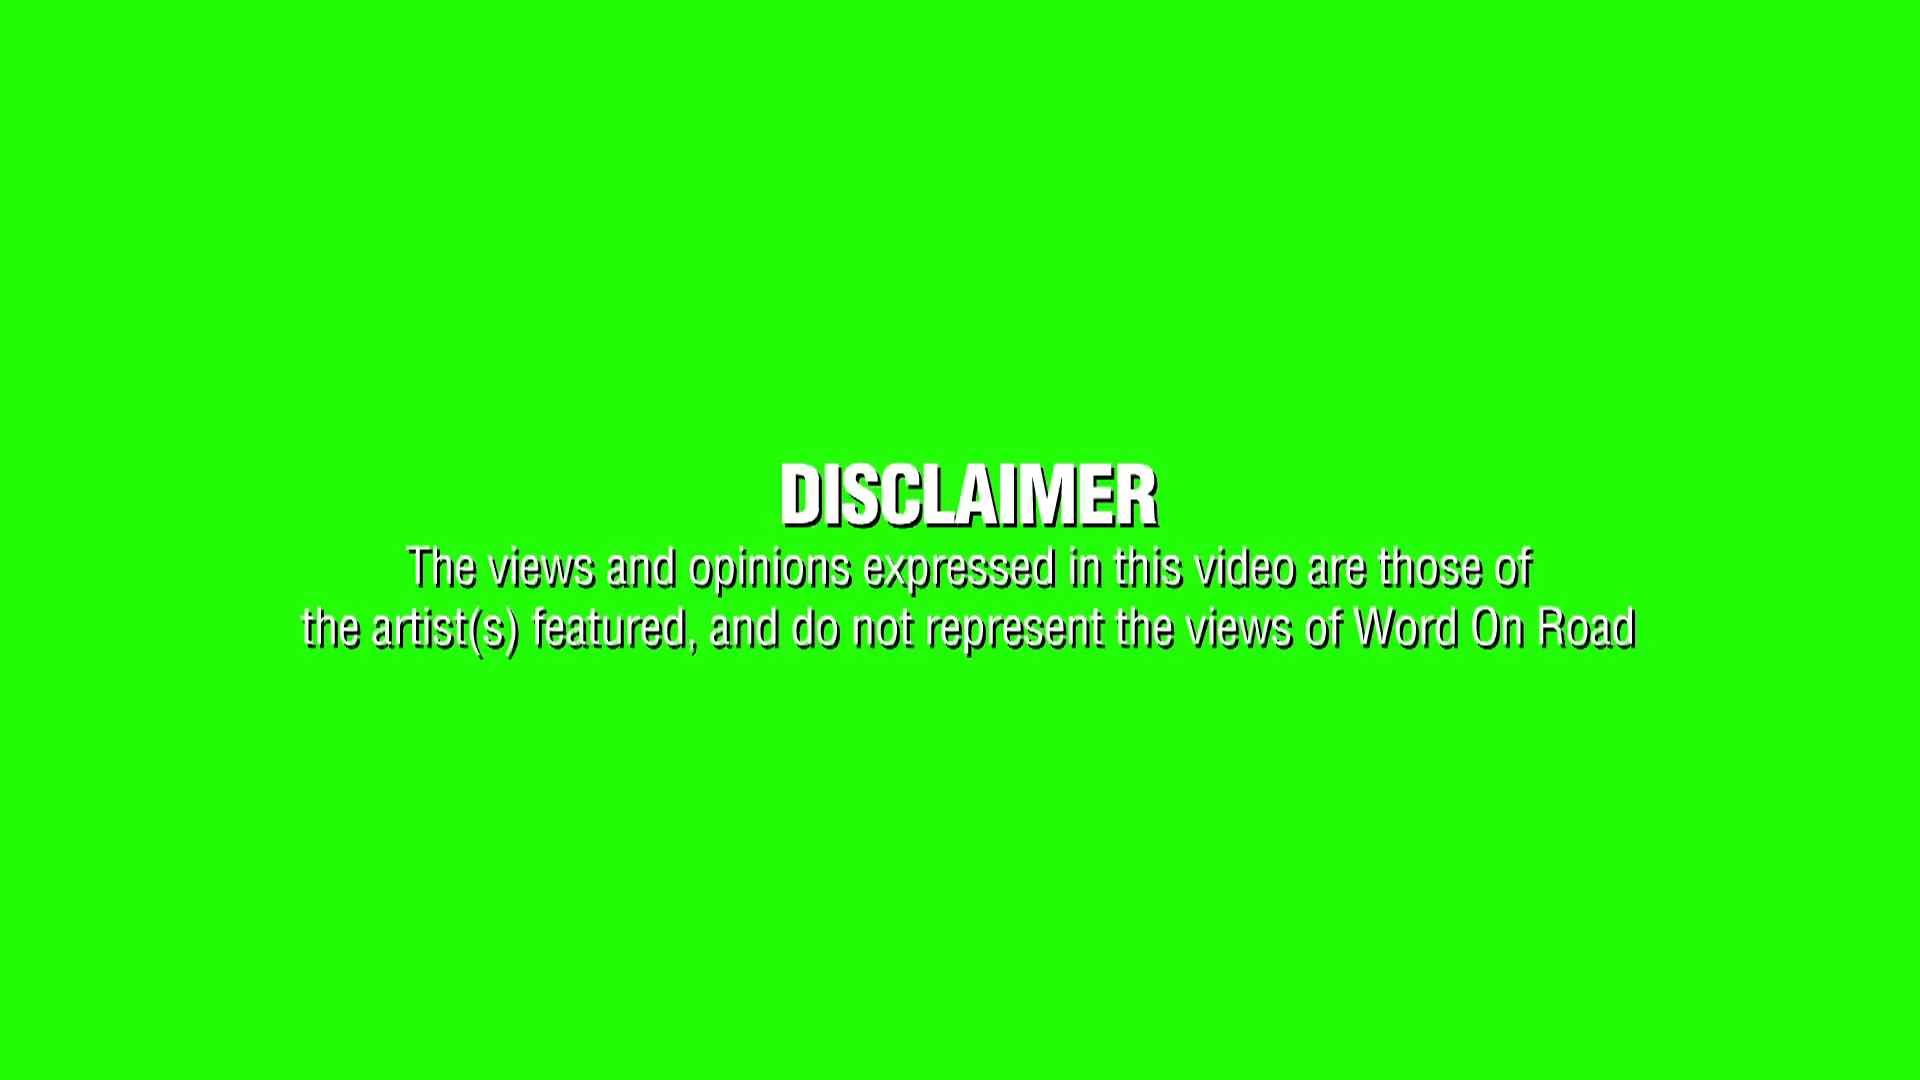 DISCLAIMER
The views and opinions expressed in this video are those of
the artist(s) featured, and do not represent the views of Word On Road